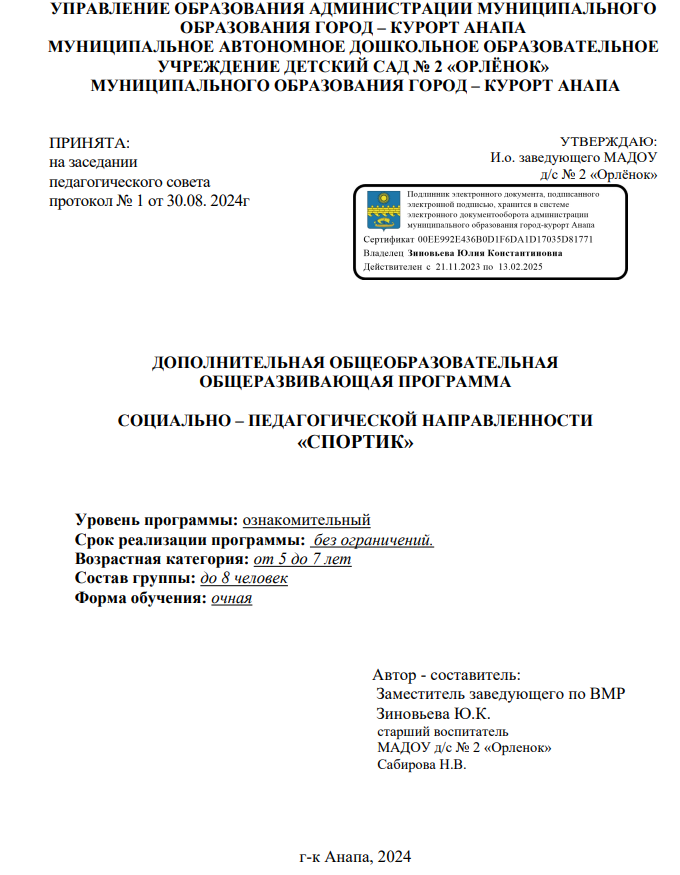 УПРАВЛЕНИЕ ОБРАЗОВАНИЯ АДМИНИСТРАЦИИ МУНИЦИПАЛЬНОГО
ОБРАЗОВАНИЯ ГОРОД – КУРОРТ АНАПА
МУНИЦИПАЛЬНОЕ АВТОНОМНОЕ ДОШКОЛЬНОЕ ОБРАЗОВАТЕЛЬНОЕ
УЧРЕЖДЕНИЕ ДЕТСКИЙ САД № 2 «ОРЛЁНОК»
МУНИЦИПАЛЬНОГО ОБРАЗОВАНИЯ ГОРОД – КУРОРТ АНАПА
ПРИНЯТА:
на заседании
педагогического совета
протокол № 1 от 30.08. 2024г
УТВЕРЖДАЮ:
И.о. заведующего МАДОУ
д/с № 2 «Орлёнок»
Подлинник электронного документа, подписанного
электронной подписью, хранится в системе
электронного документооборота администрации
муниципального образования город-курорт Анапа
Сертификат 00EE992E436B0D1F6DA1D17035D81771
Владелец Зиновьева Юлия Константиновна
Действителен с 21.11.2023 по 13.02.2025
ДОПОЛНИТЕЛЬНАЯ ОБЩЕОБРАЗОВАТЕЛЬНАЯ
ОБЩЕРАЗВИВАЮЩАЯ ПРОГРАММА
СОЦИАЛЬНО – ПЕДАГОГИЧЕСКОЙ НАПРАВЛЕННОСТИ
«СПОРТИК»
Уровень программы: ознакомительный
Срок реализации программы: без ограничений.
Возрастная категория: от 5 до 7 лет
Состав группы: до 8 человек
Форма обучения: очная
Автор - составитель:
Заместитель заведующего по ВМР
Зиновьева Ю.К.
старший воспитатель
МАДОУ д/с № 2 «Орленок»
Сабирова Н.В.
г-к Анапа, 2024